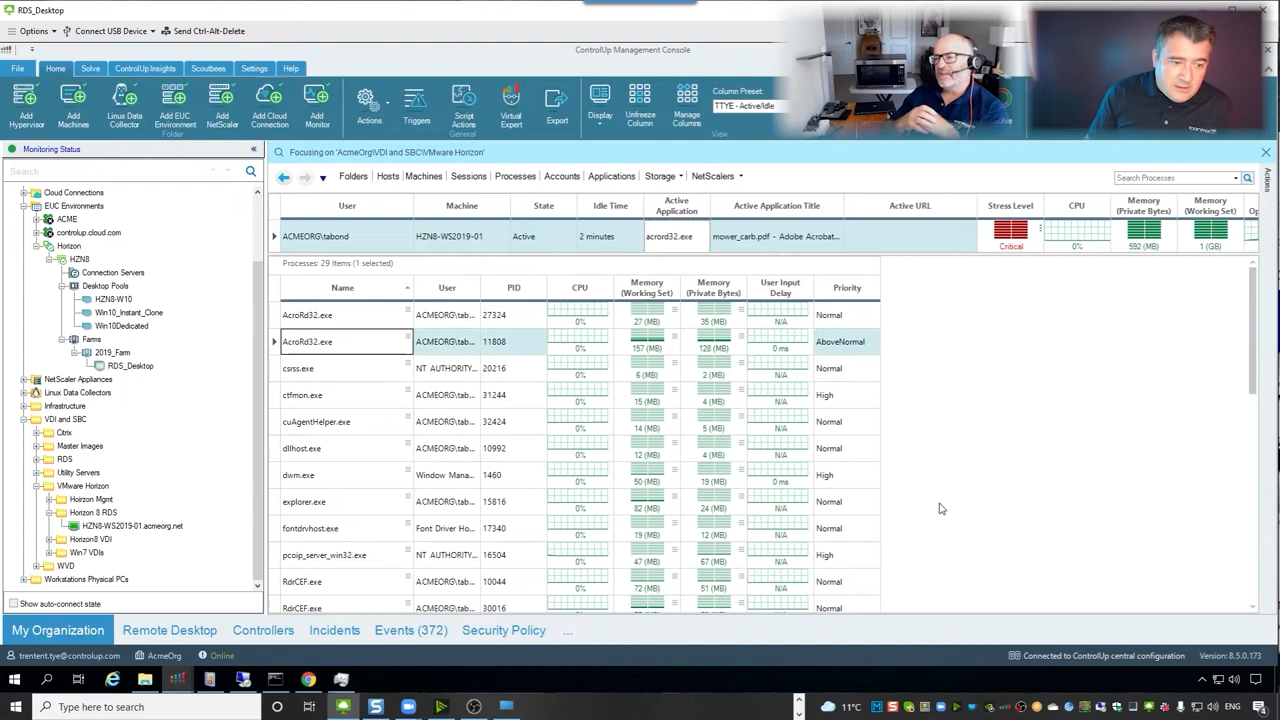 RDS_Desktop
Options Connect USB Device Send Ctrl-Alt-Delete
ControlUp Management Console
File Home Solve ControlUp Insights Scoutbees Settings Help
Add Hypervisor
Add Machines
Linux Data Collector
Add EUC Environment
Add NetScaler
Add Cloud Connection
Add Monitor
Actions
Triggers
Script Actions
Virtual Expert
Export
Display
Unfreeze Column
Manage Columns
Column Preset:
TTYE - Active/Idle
Folder General View
Monitoring Status
Search
Cloud Connections
EUC Environments
ACME
controlup.cloud.com
Horizon
HZN8
Connection Servers
Desktop Pools
HZN8-W10
Win10_Instant_Clone
Win10Dedicated
Farms
2019_Farm
RDS_Desktop
NetScaler Appliances
Linux Data Collectors
Infrastructure
VDI and SBC
Citrix
Master Images
RDS
Utility Servers
VMware Horizon
Hoirzon Mgmt
Horizon 8 RDS
HZN8-WS2019-01.acmeorg.net
Horizon8 VDI
Win7 VDIs
WVD
Workstations Physical PCs
Show auto-connect state
Focusing on 'AcmeOrg\VDI and SBC\VMware Horizon'
Folders Hosts Machines Sessions Processes Accounts Applications Storage NetScalers
Search Processes
Actions
User Machine State Idle Time Active Application Active Application Title Active URL Stress Level CPU Memory (Private Bytes) Memory (Working Set)
HZN8-WS2019-01 Active 2 minutes acrord32.exe mower_carb.pdf - Adobe Acrobat... Critical 0% 592 (MB) 1 (GB)
Processes: 29 Items (1 selected)
Name User PID CPU Memory (Working Set) Memory (Private Bytes) User Input Delay Priority
AcroRd32.exe ACMEORG\tab... 27324 0% 27 (MB) 35 (MB) N/A Normal
AcroRd32.exe ACMEORG\tab... 11808 0% 157 (MB) 128 (MB) 0 ms AboveNormal
csrss.exe NT AUTHORITY... 20216 0% 6 (MB) 2 (MB) N/A Normal
ctfmon.exe ACMEORG\tab... 31244 0% 15 (MB) 4 (MB) N/A High
cuAgentHelper.exe ACMEORG\tab... 32424 0% 14 (MB) 5 (MB) N/A Normal
dllhost.exe ACMEORG\tab... 10992 0% 12 (MB) 4 (MB) N/A Normal
dwm.exe Window Mana... 1460 0% 50 (MB) 19 (MB) 0 ms High
explorer.exe ACMEORG\tab... 15816 0% 82 (MB) 24 (MB) N/A Normal
fontdrvhost.exe Font Driver Ho... 17340 0% 19 (MB) 12 (MB) N/A Normal
pcoip_server_win32.exe NT AUTHORITY... 16504 0% 47 (MB) 67 (MB) N/A High
RdrCEF.exe ACMEORG\tab... 10044 0% 72 (MB) 51 (MB) N/A Normal
RdrCEF.exe ACMEORG\tab... 30016 Normal
My Organization Remote Desktop Controllers Incidents Events (372) Security Policy ...
trentent.tye@controlup.com AcmeOrg Online Connected to ControlUp central configuration Version: 8.5.0.173
Type here to search 11°C ENG